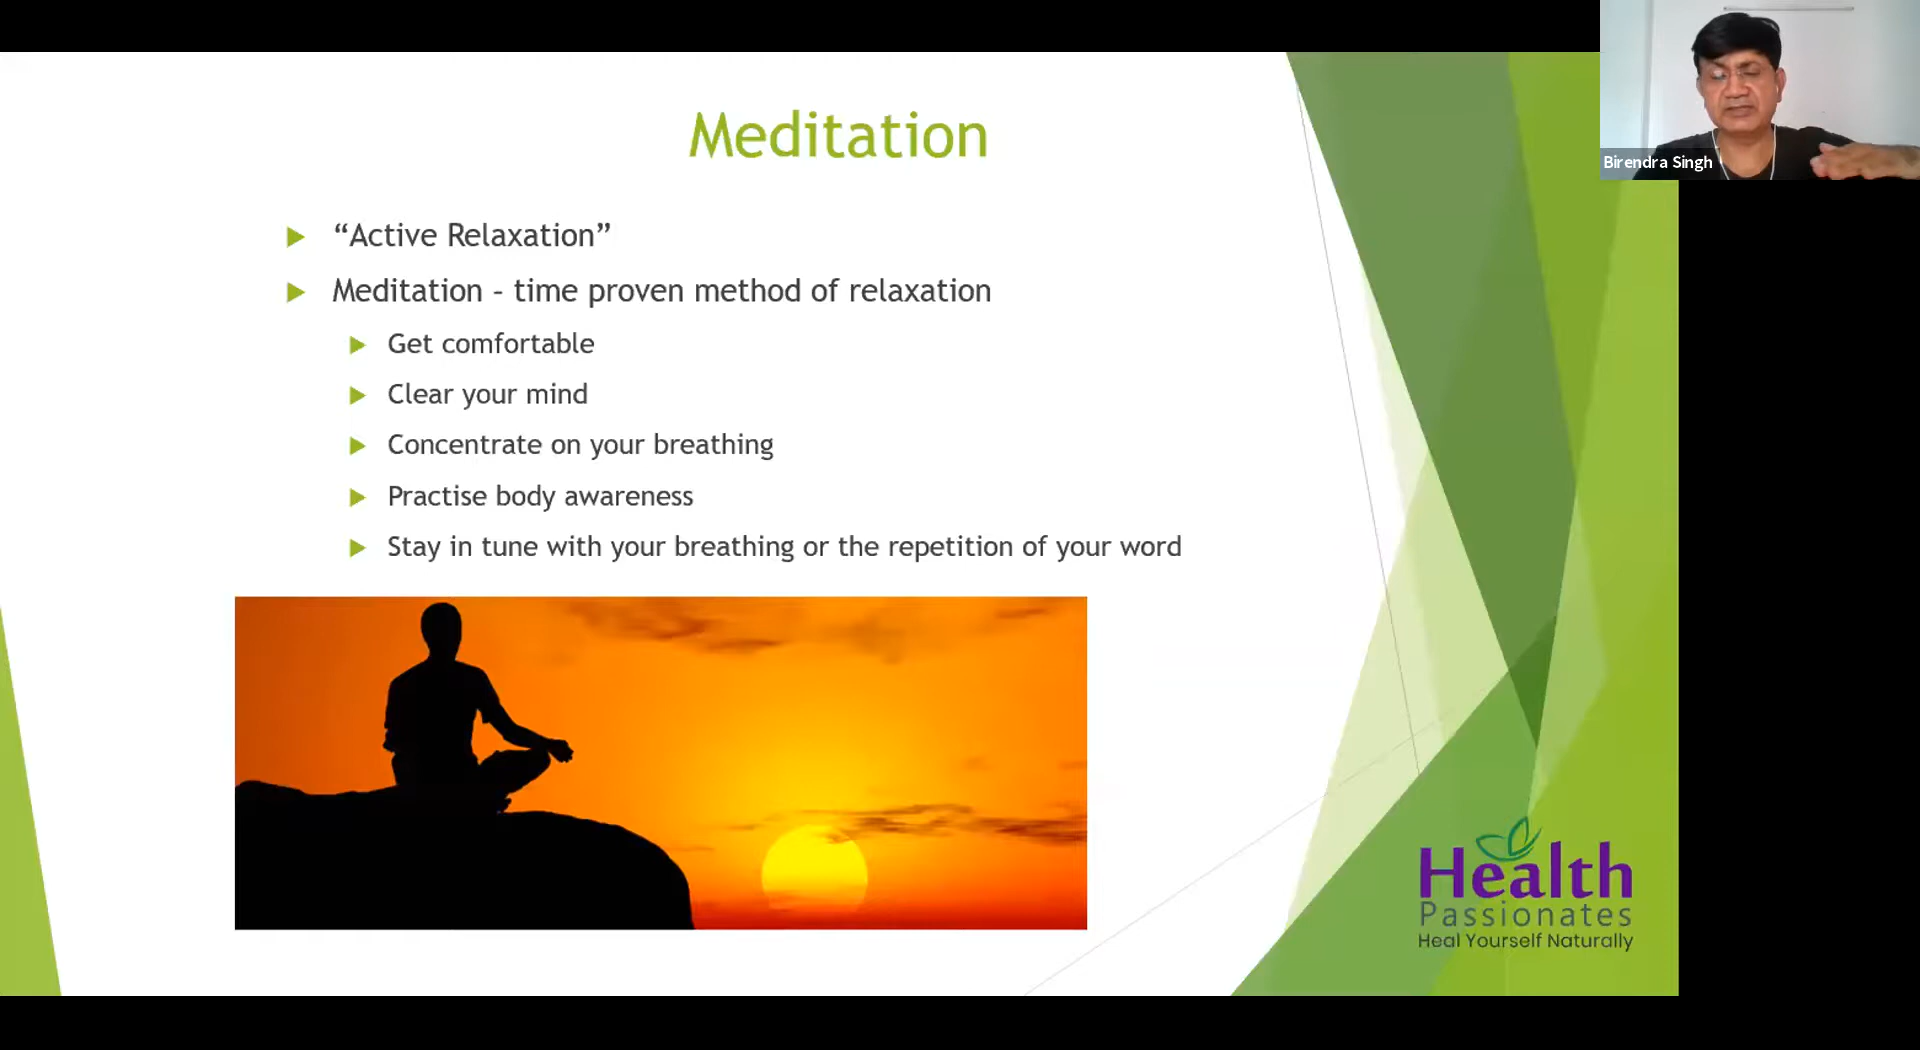 Meditation
“Active Relaxation”
Meditation – time proven method of relaxation
Get comfortable
Clear your mind
Concentrate on your breathing
Practise body awareness
Stay in tune with your breathing or the repetition of your word
Birendra Singh
Health
Passionates
Heal Yourself Naturally